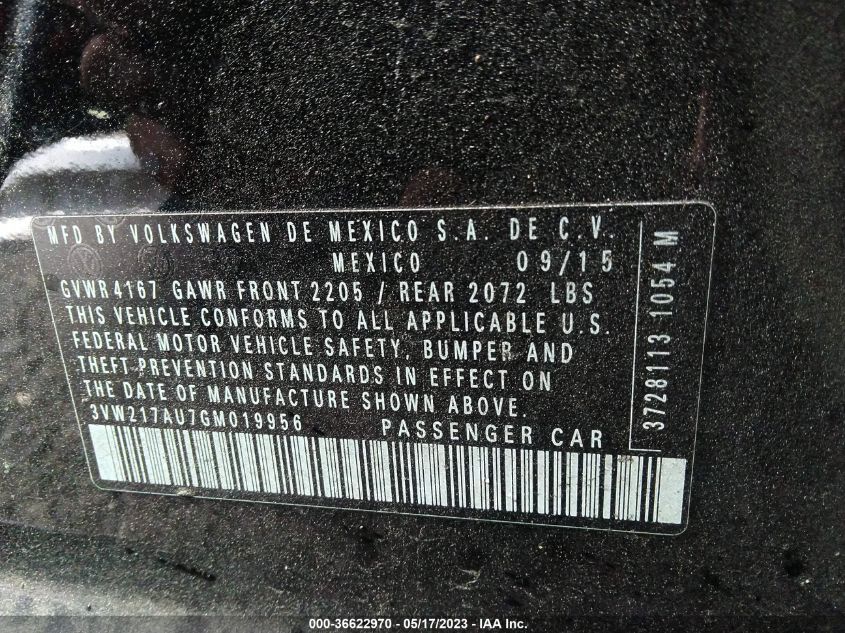 MFD BY VOLKSWAGEN DE MEXICO S.A. DE C.V.
MEXICO 09/15
GVWR 4167 GAWR FRONT 2205 / REAR 2072 LBS
THIS VEHICLE CONFORMS TO ALL APPLICABLE U.S.
FEDERAL MOTOR VEHICLE SAFETY, BUMPER AND
THEFT PREVENTION STANDARDS IN EFFECT ON
THE DATE OF MANUFACTURE SHOWN ABOVE.
3VW217AU7GM019956 PASSENGER CAR
3728113 1054 M
000-36622970 - 05/17/2023 - IAA Inc.